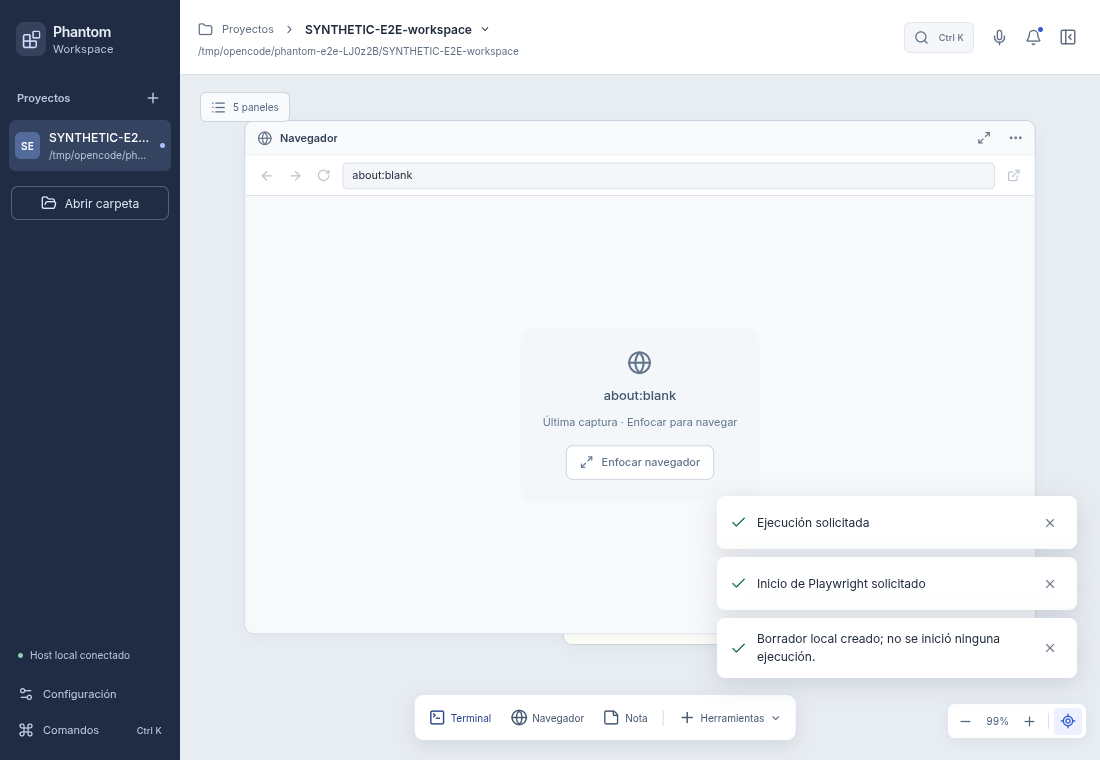 Phantom
Workspace
Proyectos
SE
SYNTHETIC-E2...
/tmp/opencode/ph...
Abrir carpeta
Host local conectado
Configuración
Comandos
Ctrl K
Proyectos
SYNTHETIC-E2E-workspace
/tmp/opencode/phantom-e2e-LJ0z2B/SYNTHETIC-E2E-workspace
Ctrl K
5 paneles
Navegador
about:blank
about:blank
Última captura · Enfocar para navegar
Enfocar navegador
Ejecución solicitada
Inicio de Playwright solicitado
Borrador local creado; no se inició ninguna
ejecución.
Terminal
Navegador
Nota
Herramientas
99%